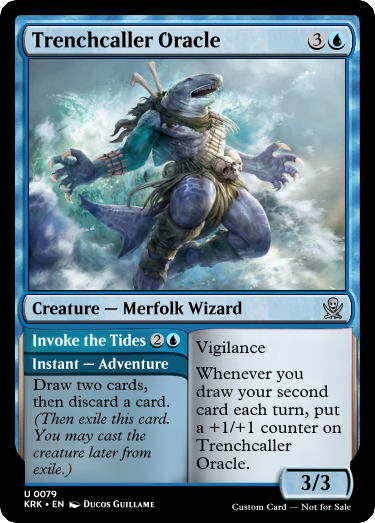 Trenchcaller Oracle 3
Creature — Merfolk Wizard
Invoke the Tides 2
Instant — Adventure
Draw two cards,
then discard a card.
(Then exile this card.
You may cast the
creature later from
exile.)
Vigilance
Whenever you
draw your second
card each turn, put
a +1/+1 counter on
Trenchcaller
Oracle.
3/3
U 0079
KRK • EN Ducos Guillame
Custom Card — Not for Sale